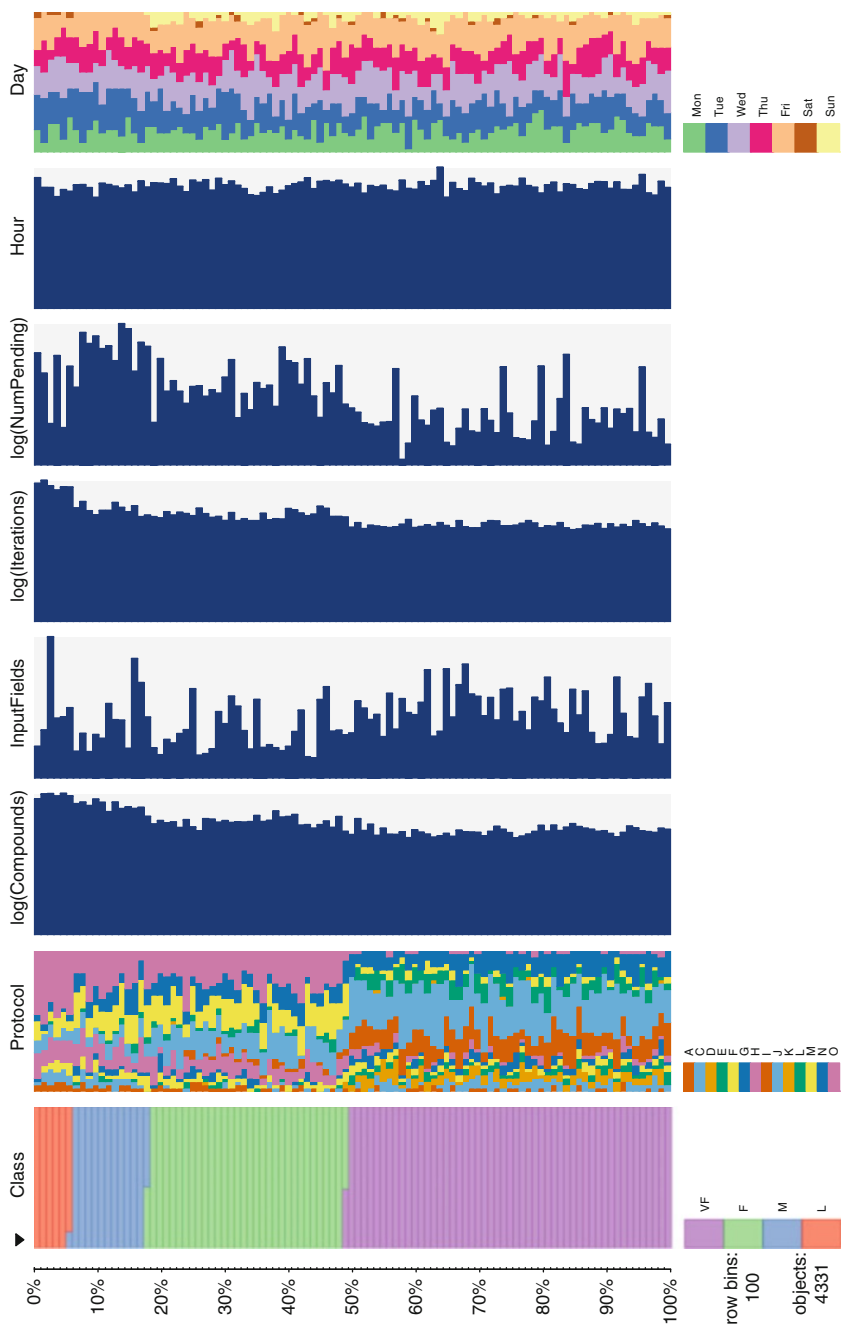 Class
Protocol
log(Compounds)
InputFields
log(Iterations)
log(NumPending)
Hour
Day
0%
10%
20%
30%
40%
50%
60%
70%
80%
90%
100%
row bins:
100
objects:
4331
VF
F
M
L
A
C
D
E
F
G
H
I
J
K
L
M
N
O
Mon
Tue
Wed
Thu
Fri
Sat
Sun